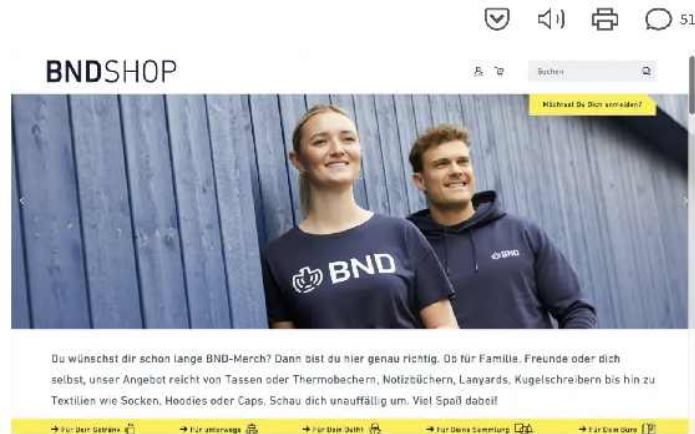 51
BNDSHOP
Suchen
Möchtest Du Dich anmelden?
BND
BND
Du wünschst dir schon lange BND-Merch? Dann bist du hier genau richtig. Ob für Familie, Freunde oder dich
selbst, unser Angebot reicht von Tassen oder Thermobechern, Notizbüchern, Lanyards, Kugelschreibern bis hin zu
Textilien wie Socken, Hoodies oder Caps. Schau dich unauffällig um. Viel Spaß dabei!
→ Für Dein Getränk → Für unterwegs → Für Dein Outfit → Für Deine Sammlung → Für Dein Büro